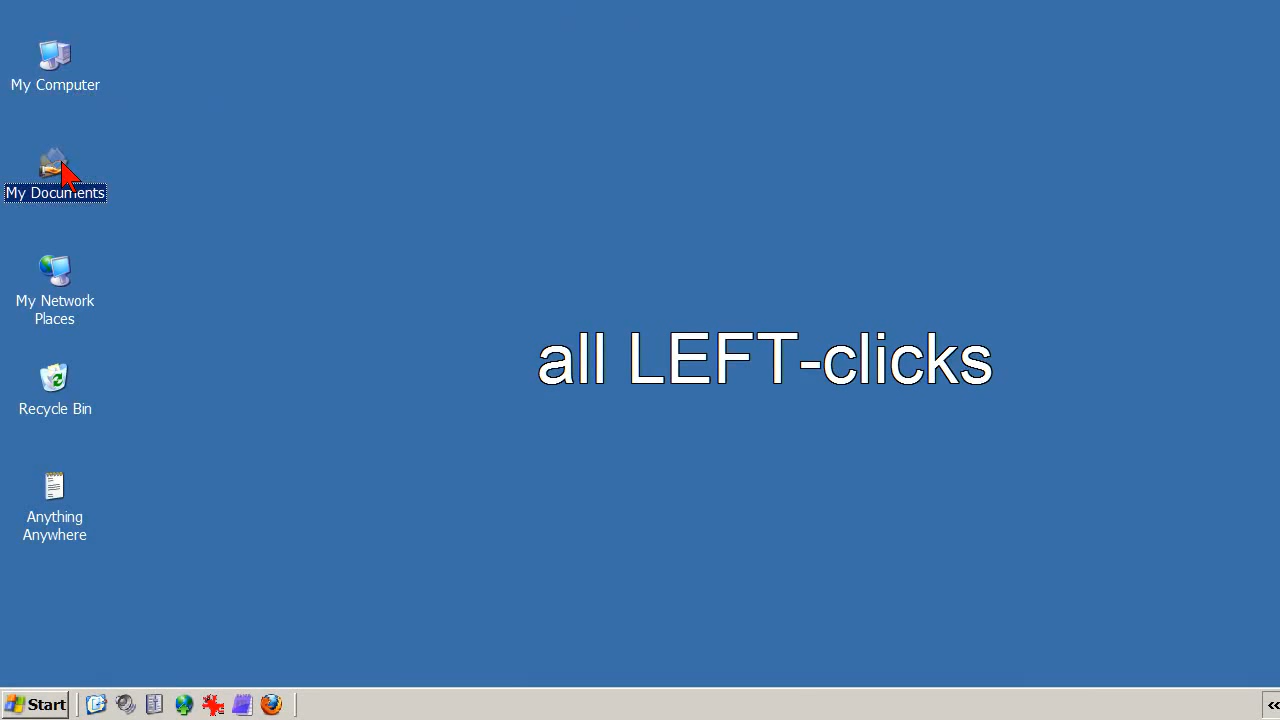 My Computer
My Documents
My Network
Places
Recycle Bin
Anything
Anywhere
all LEFT-clicks
Start